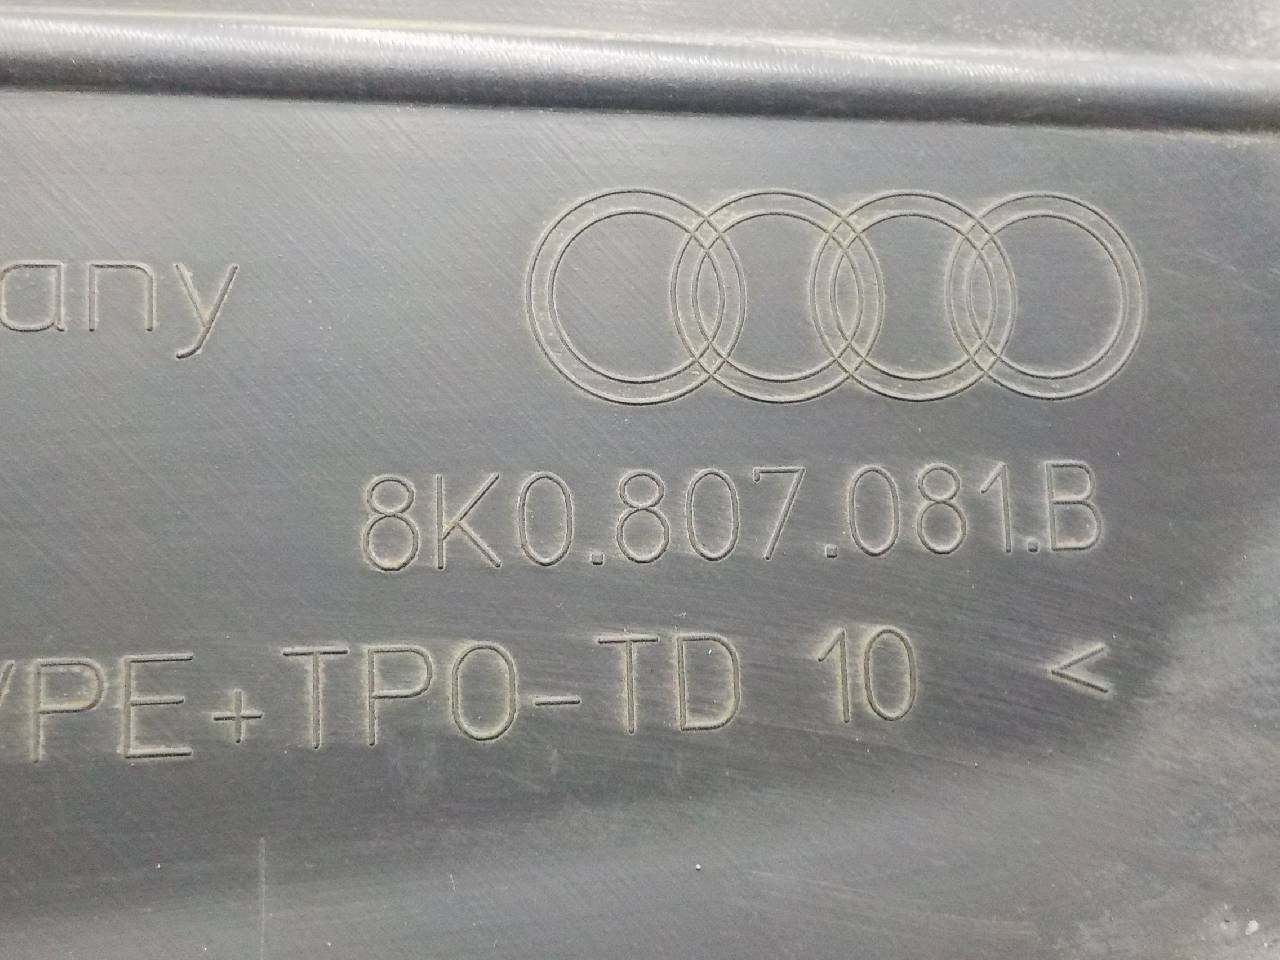 any
8K0.807.081.B
/PE+TPO-TD 10 <